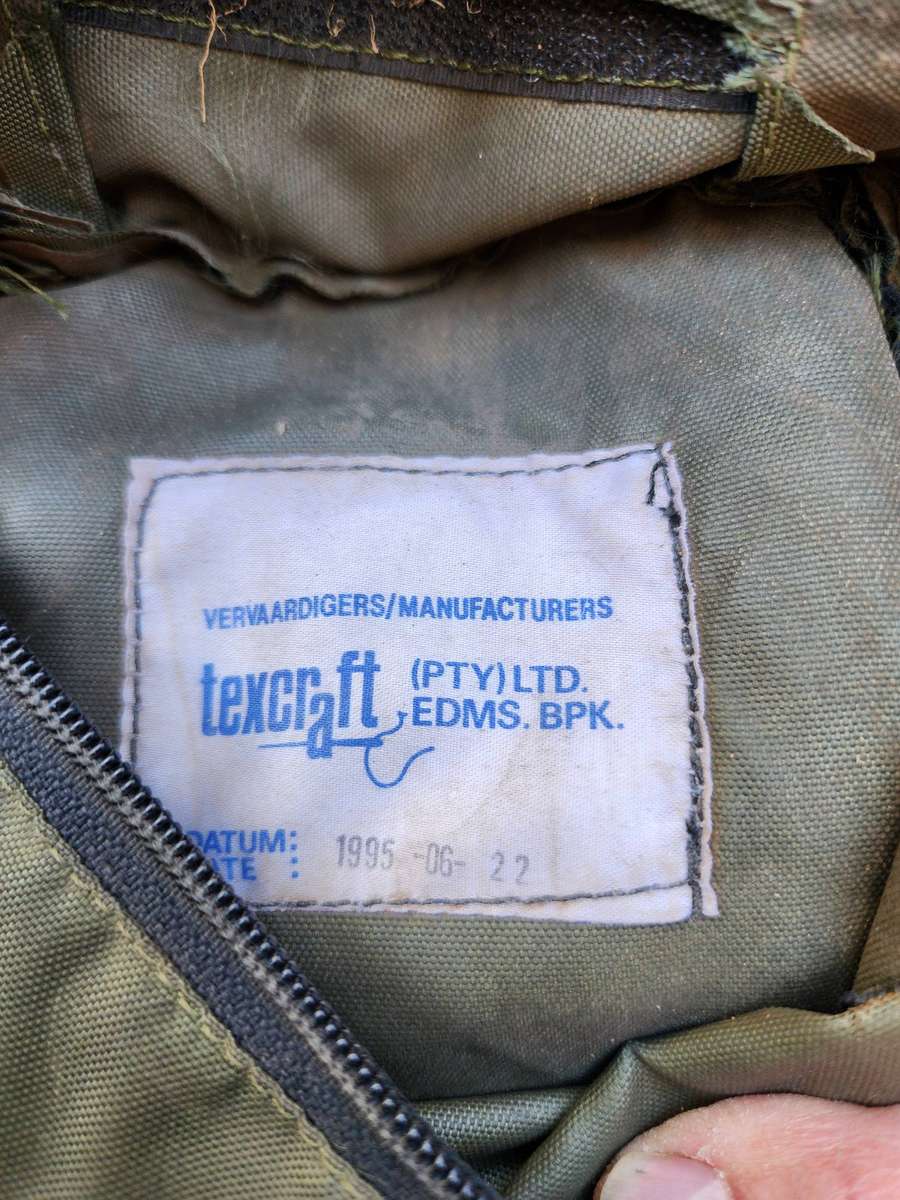 VERVAARDIGERS/MANUFACTURERS
texcraft (PTY) LTD.
EDMS. BPK.
DATUM: 1995-06-22
DATE :